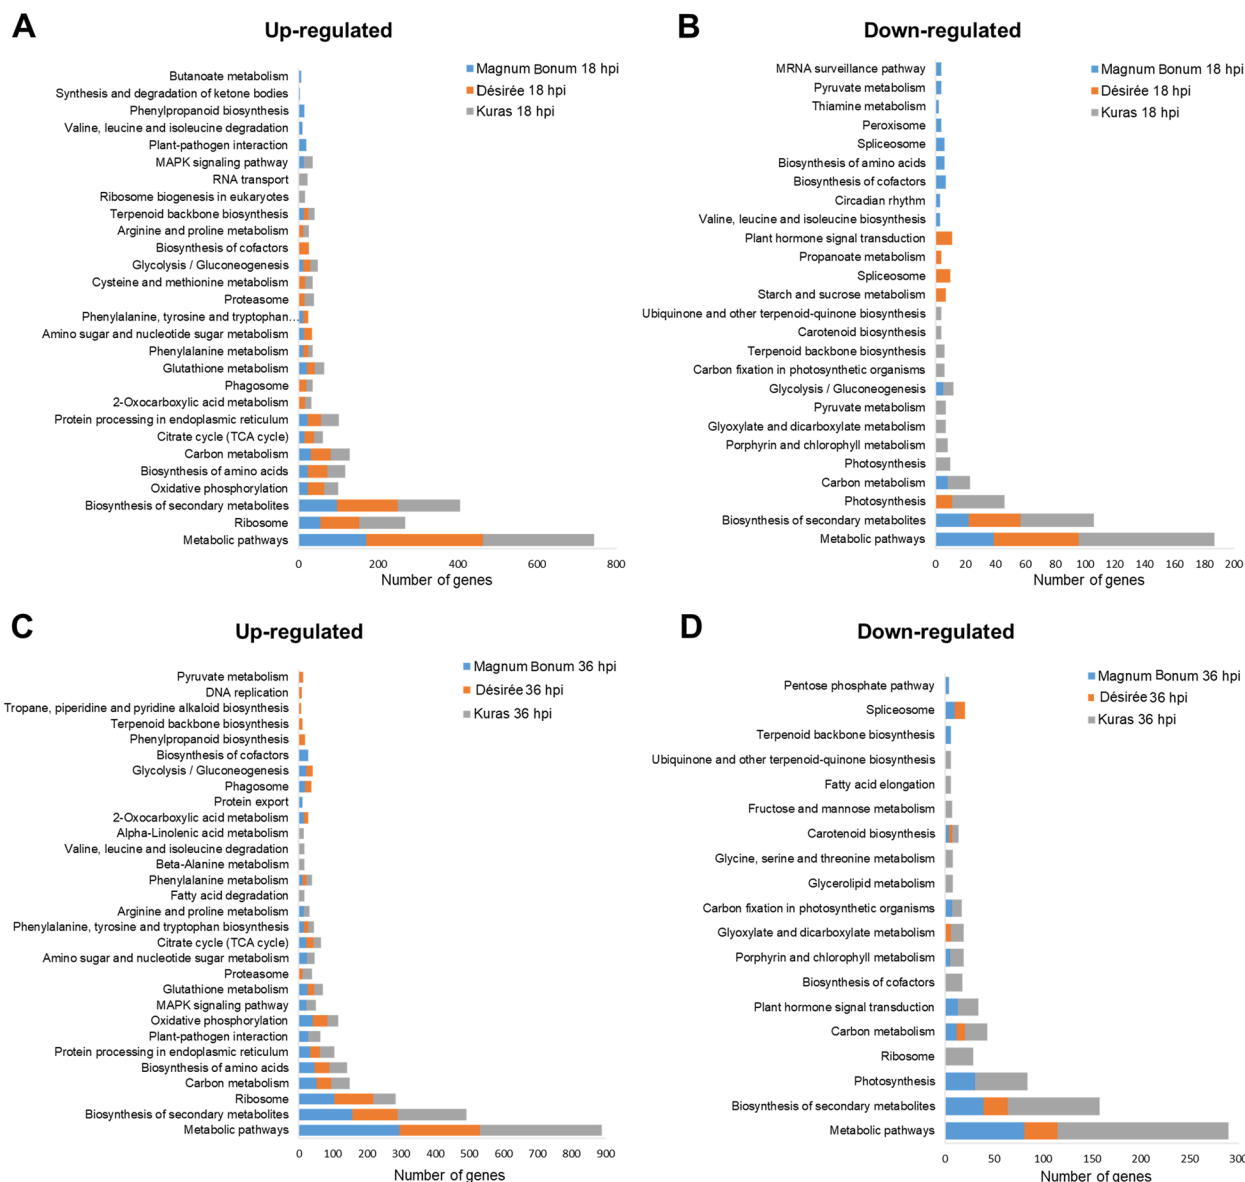 A
Up-regulated
Magnum Bonum 18 hpi
Désirée 18 hpi
Kuras 18 hpi
Butanoate metabolism
Synthesis and degradation of ketone bodies
Phenylpropanoid biosynthesis
Valine, leucine and isoleucine degradation
Plant-pathogen interaction
MAPK signaling pathway
RNA transport
Ribosome biogenesis in eukaryotes
Terpenoid backbone biosynthesis
Arginine and proline metabolism
Biosynthesis of cofactors
Glycolysis / Gluconeogenesis
Cysteine and methionine metabolism
Proteasome
Phenylalanine, tyrosine and tryptophan...
Amino sugar and nucleotide sugar metabolism
Phenylalanine metabolism
Glutathione metabolism
Phagosome
2-Oxocarboxylic acid metabolism
Protein processing in endoplasmic reticulum
Citrate cycle (TCA cycle)
Carbon metabolism
Biosynthesis of amino acids
Oxidative phosphorylation
Biosynthesis of secondary metabolites
Ribosome
Metabolic pathways
0 200 400 600 800
Number of genes
B
Down-regulated
Magnum Bonum 18 hpi
Désirée 18 hpi
Kuras 18 hpi
MRNA surveillance pathway
Pyruvate metabolism
Thiamine metabolism
Peroxisome
Spliceosome
Biosynthesis of amino acids
Biosynthesis of cofactors
Circadian rhythm
Valine, leucine and isoleucine biosynthesis
Plant hormone signal transduction
Propanoate metabolism
Spliceosome
Starch and sucrose metabolism
Ubiquinone and other terpenoid-quinone biosynthesis
Carotenoid biosynthesis
Terpenoid backbone biosynthesis
Carbon fixation in photosynthetic organisms
Glycolysis / Gluconeogenesis
Pyruvate metabolism
Glyoxylate and dicarboxylate metabolism
Porphyrin and chlorophyll metabolism
Photosynthesis
Carbon metabolism
Photosynthesis
Biosynthesis of secondary metabolites
Metabolic pathways
0 20 40 60 80 100 120 140 160 180 200
Number of genes
C
Up-regulated
Magnum Bonum 36 hpi
Désirée 36 hpi
Kuras 36 hpi
Pyruvate metabolism
DNA replication
Tropane, piperidine and pyridine alkaloid biosynthesis
Terpenoid backbone biosynthesis
Phenylpropanoid biosynthesis
Biosynthesis of cofactors
Glycolysis / Gluconeogenesis
Phagosome
Protein export
2-Oxocarboxylic acid metabolism
Alpha-Linolenic acid metabolism
Valine, leucine and isoleucine degradation
Beta-Alanine metabolism
Phenylalanine metabolism
Fatty acid degradation
Arginine and proline metabolism
Phenylalanine, tyrosine and tryptophan biosynthesis
Citrate cycle (TCA cycle)
Amino sugar and nucleotide sugar metabolism
Proteasome
Glutathione metabolism
MAPK signaling pathway
Oxidative phosphorylation
Plant-pathogen interaction
Protein processing in endoplasmic reticulum
Biosynthesis of amino acids
Carbon metabolism
Ribosome
Biosynthesis of secondary metabolites
Metabolic pathways
0 100 200 300 400 500 600 700 800 900
Number of genes
D
Down-regulated
Magnum Bonum 36 hpi
Désirée 36 hpi
Kuras 36 hpi
Pentose phosphate pathway
Spliceosome
Terpenoid backbone biosynthesis
Ubiquinone and other terpenoid-quinone biosynthesis
Fatty acid elongation
Fructose and mannose metabolism
Carotenoid biosynthesis
Glycine, serine and threonine metabolism
Glycerolipid metabolism
Carbon fixation in photosynthetic organisms
Glyoxylate and dicarboxylate metabolism
Porphyrin and chlorophyll metabolism
Biosynthesis of cofactors
Plant hormone signal transduction
Carbon metabolism
Ribosome
Photosynthesis
Biosynthesis of secondary metabolites
Metabolic pathways
0 50 100 150 200 250 300
Number of genes